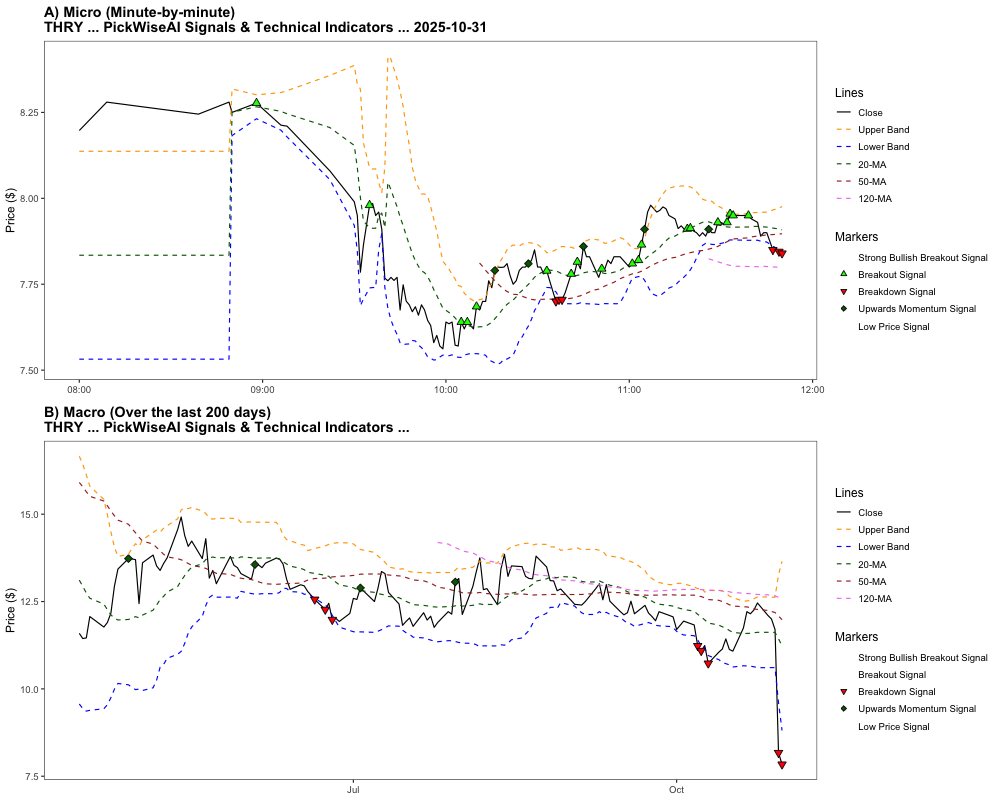 A) Micro (Minute-by-minute)
THRY ... PickWiseAI Signals & Technical Indicators ... 2025-10-31
Price ($)
8.25
8.00
7.75
7.50
08:00
09:00
10:00
11:00
12:00
Lines
Close
Upper Band
Lower Band
20-MA
50-MA
120-MA
Markers
Strong Bullish Breakout Signal
Breakout Signal
Breakdown Signal
Upwards Momentum Signal
Low Price Signal
B) Macro (Over the last 200 days)
THRY ... PickWiseAI Signals & Technical Indicators ...
Price ($)
15.0
12.5
10.0
7.5
Jul
Oct
Lines
Close
Upper Band
Lower Band
20-MA
50-MA
120-MA
Markers
Strong Bullish Breakout Signal
Breakout Signal
Breakdown Signal
Upwards Momentum Signal
Low Price Signal